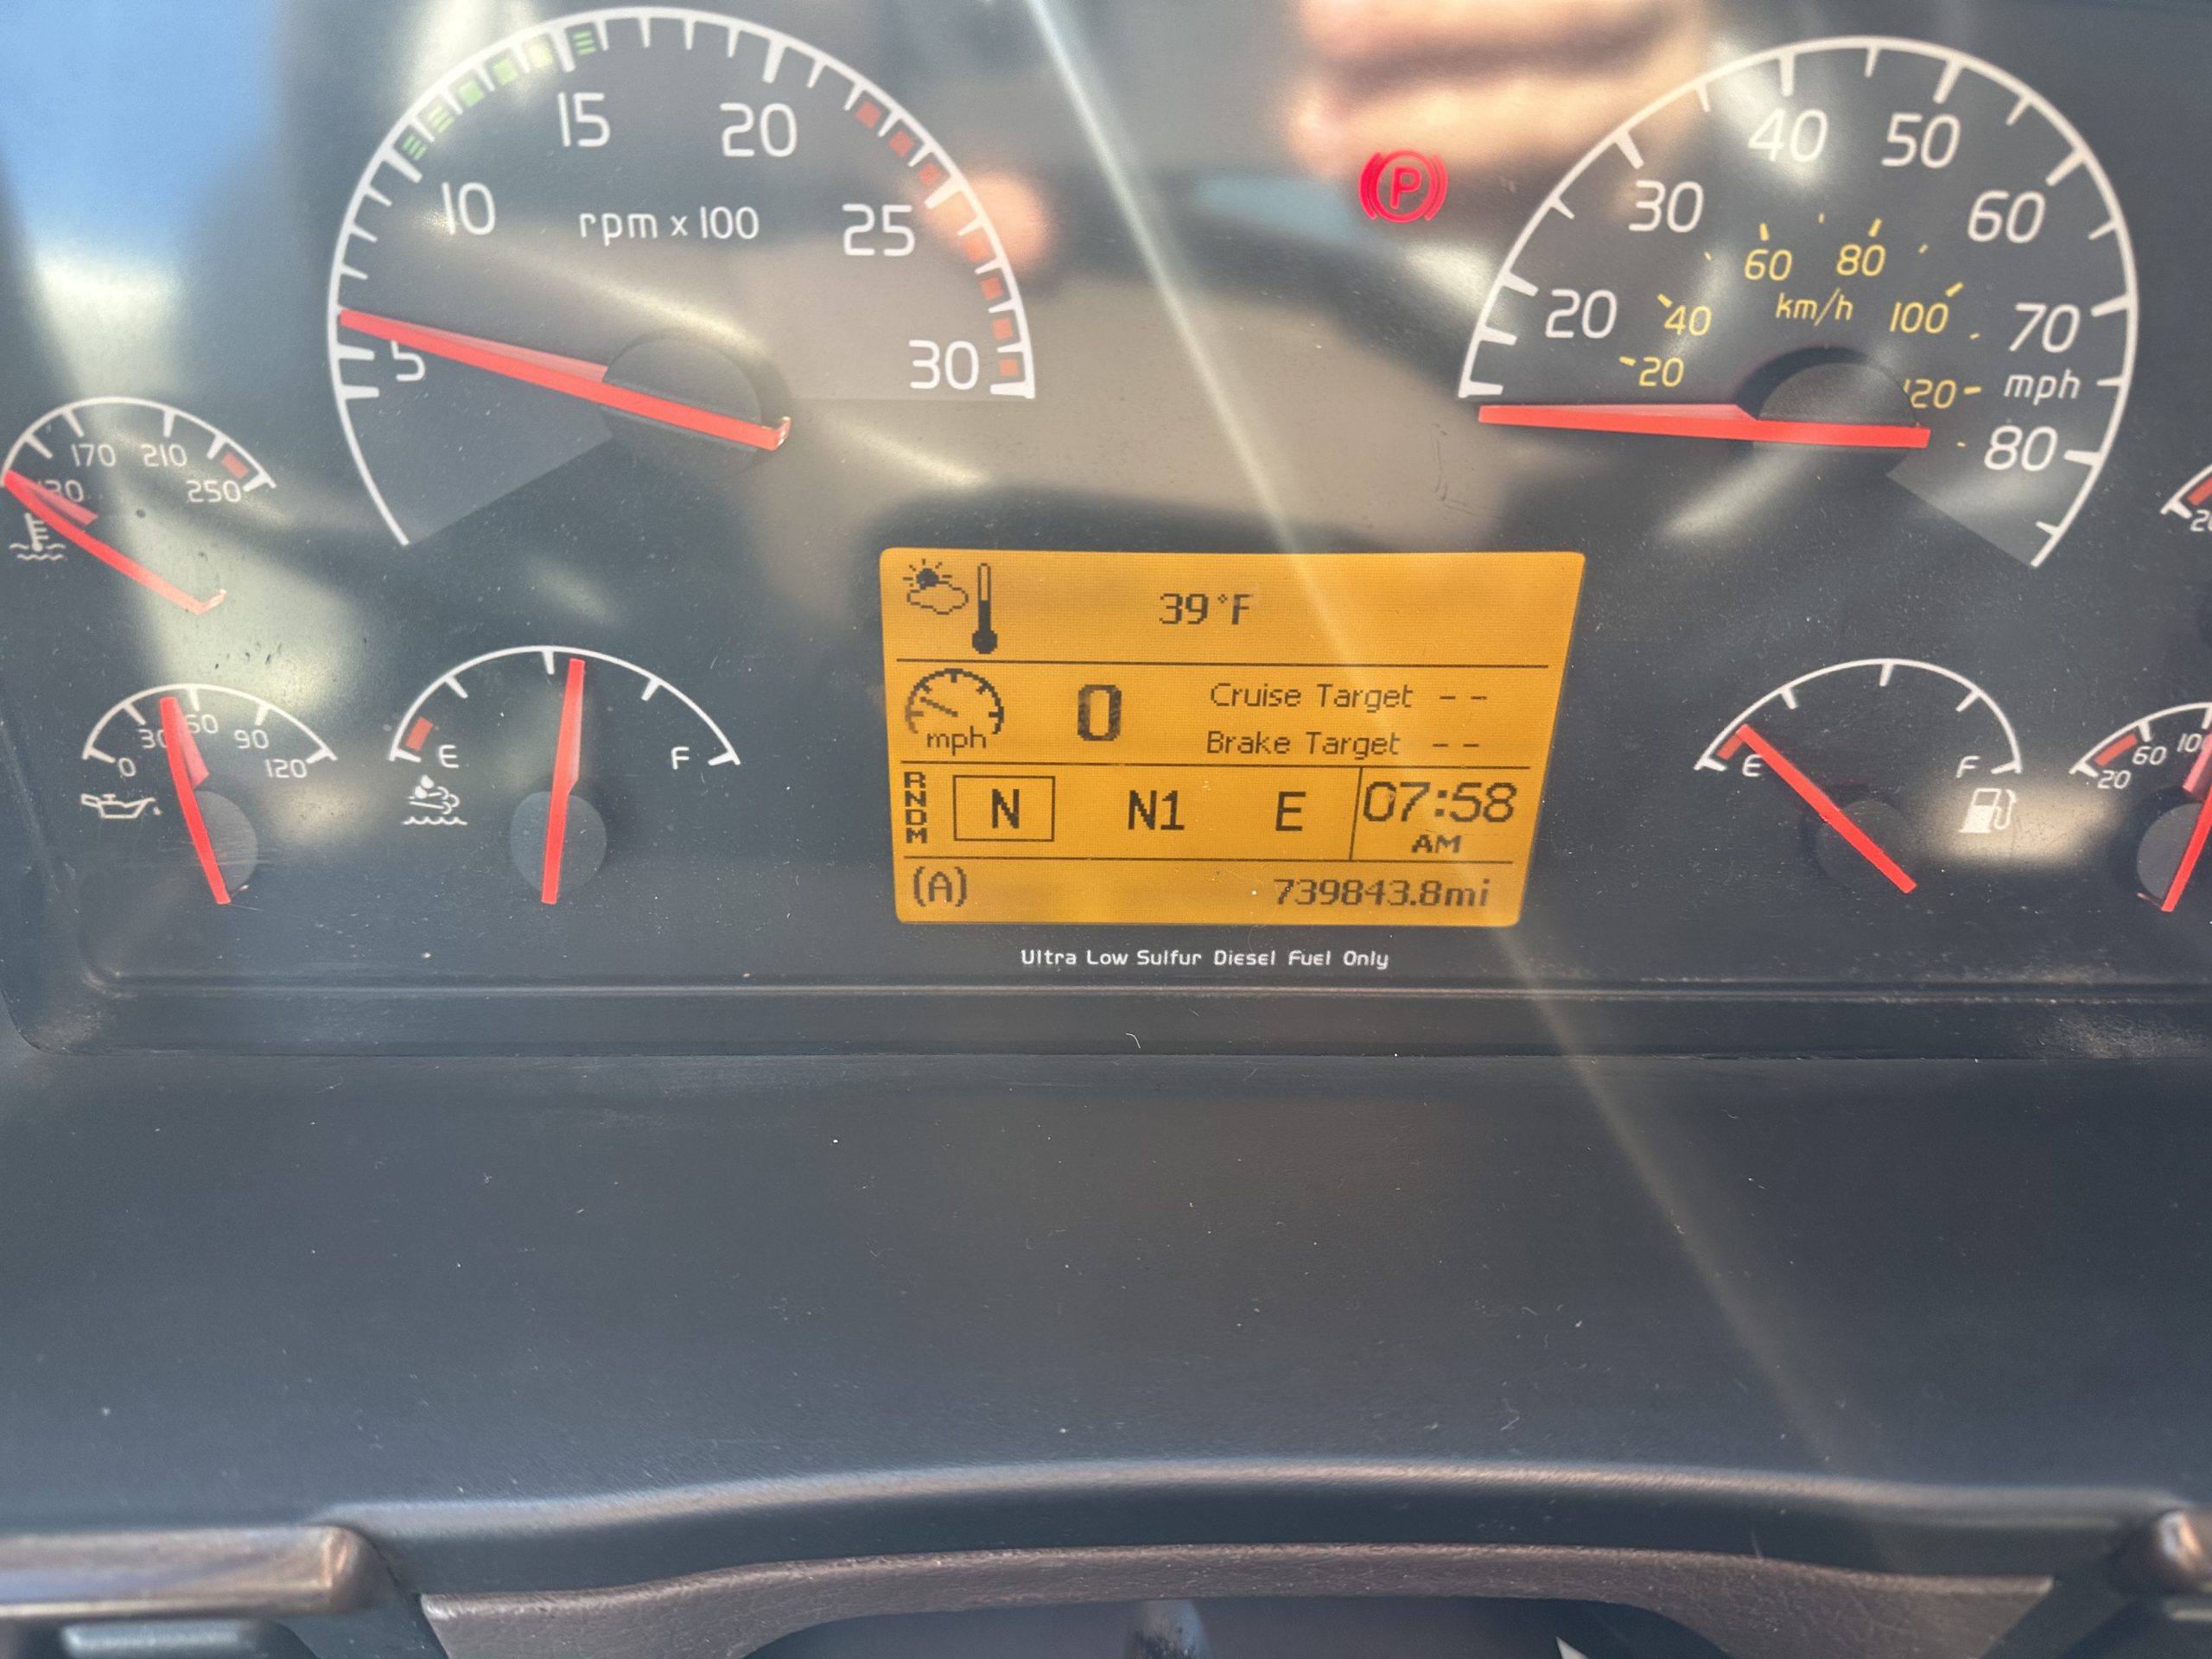 15
20
10
rpm x 100
25
5
30
40
50
30
60
60
80
km/h
20
40
100
70
20
120
mph
80
P
170
210
250
30
60
90
0
120
E
F
39°F
0
Cruise Target --
mph
Brake Target --
RNDM
N
N1
E
07:58
AM
(A)
739843.8mi
Ultra Low Sulfur Diesel Fuel Only
E
F
60
20